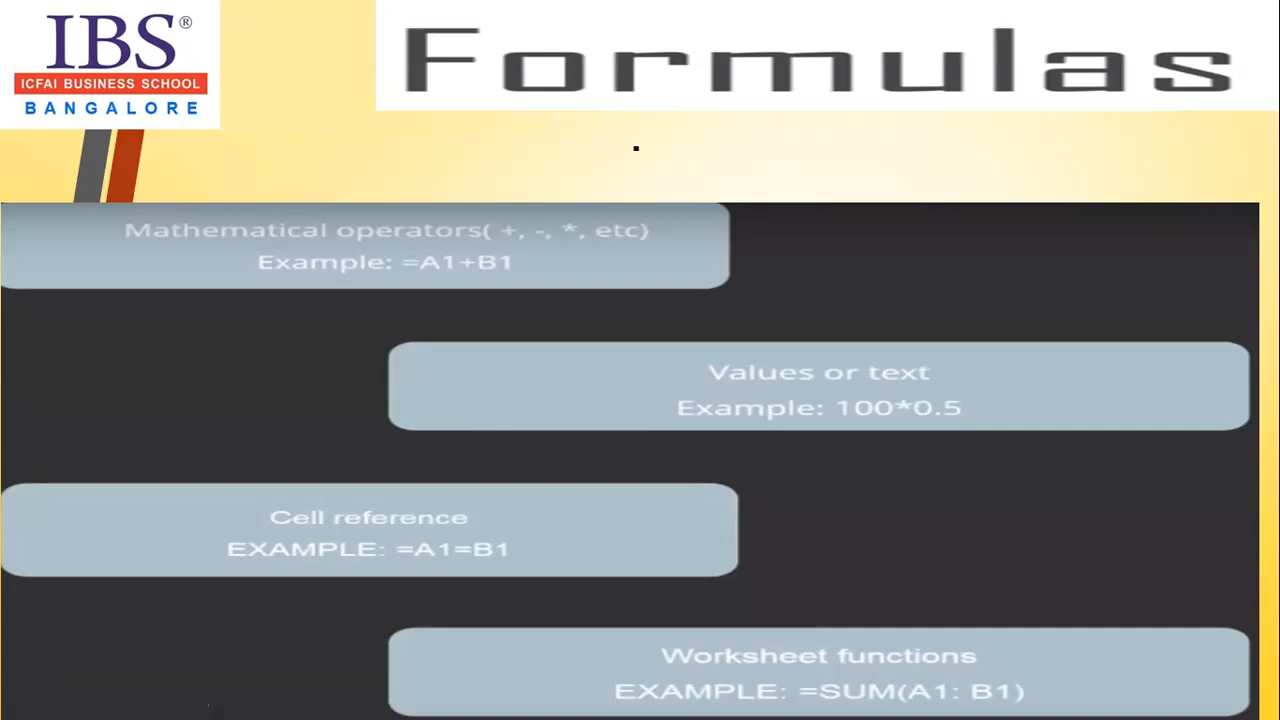 IBS®
ICFAI BUSINESS SCHOOL
BANGALORE
Formulas
.
Mathematical operators( +, -, *, etc)
Example: =A1+B1
Values or text
Example: 100*0.5
Cell reference
EXAMPLE: =A1=B1
Worksheet functions
EXAMPLE: =SUM(A1: B1)